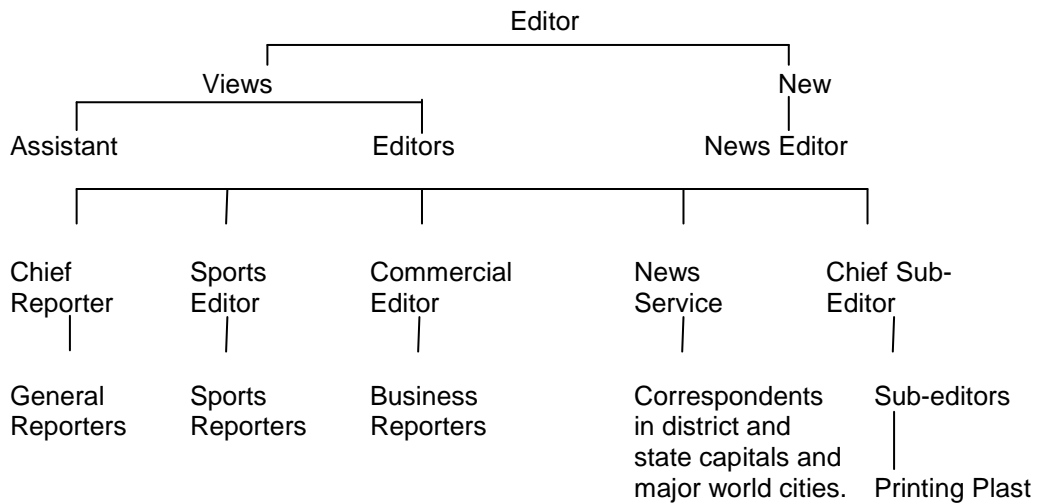 Editor
Views New
Assistant Editors News Editor
Chief Sports Commercial News Chief Sub-
Reporter Editor Editor Service Editor
General Sports Business Correspondents Sub-editors
Reporters Reporters Reporters in district and
state capitals and
major world cities. Printing Plast